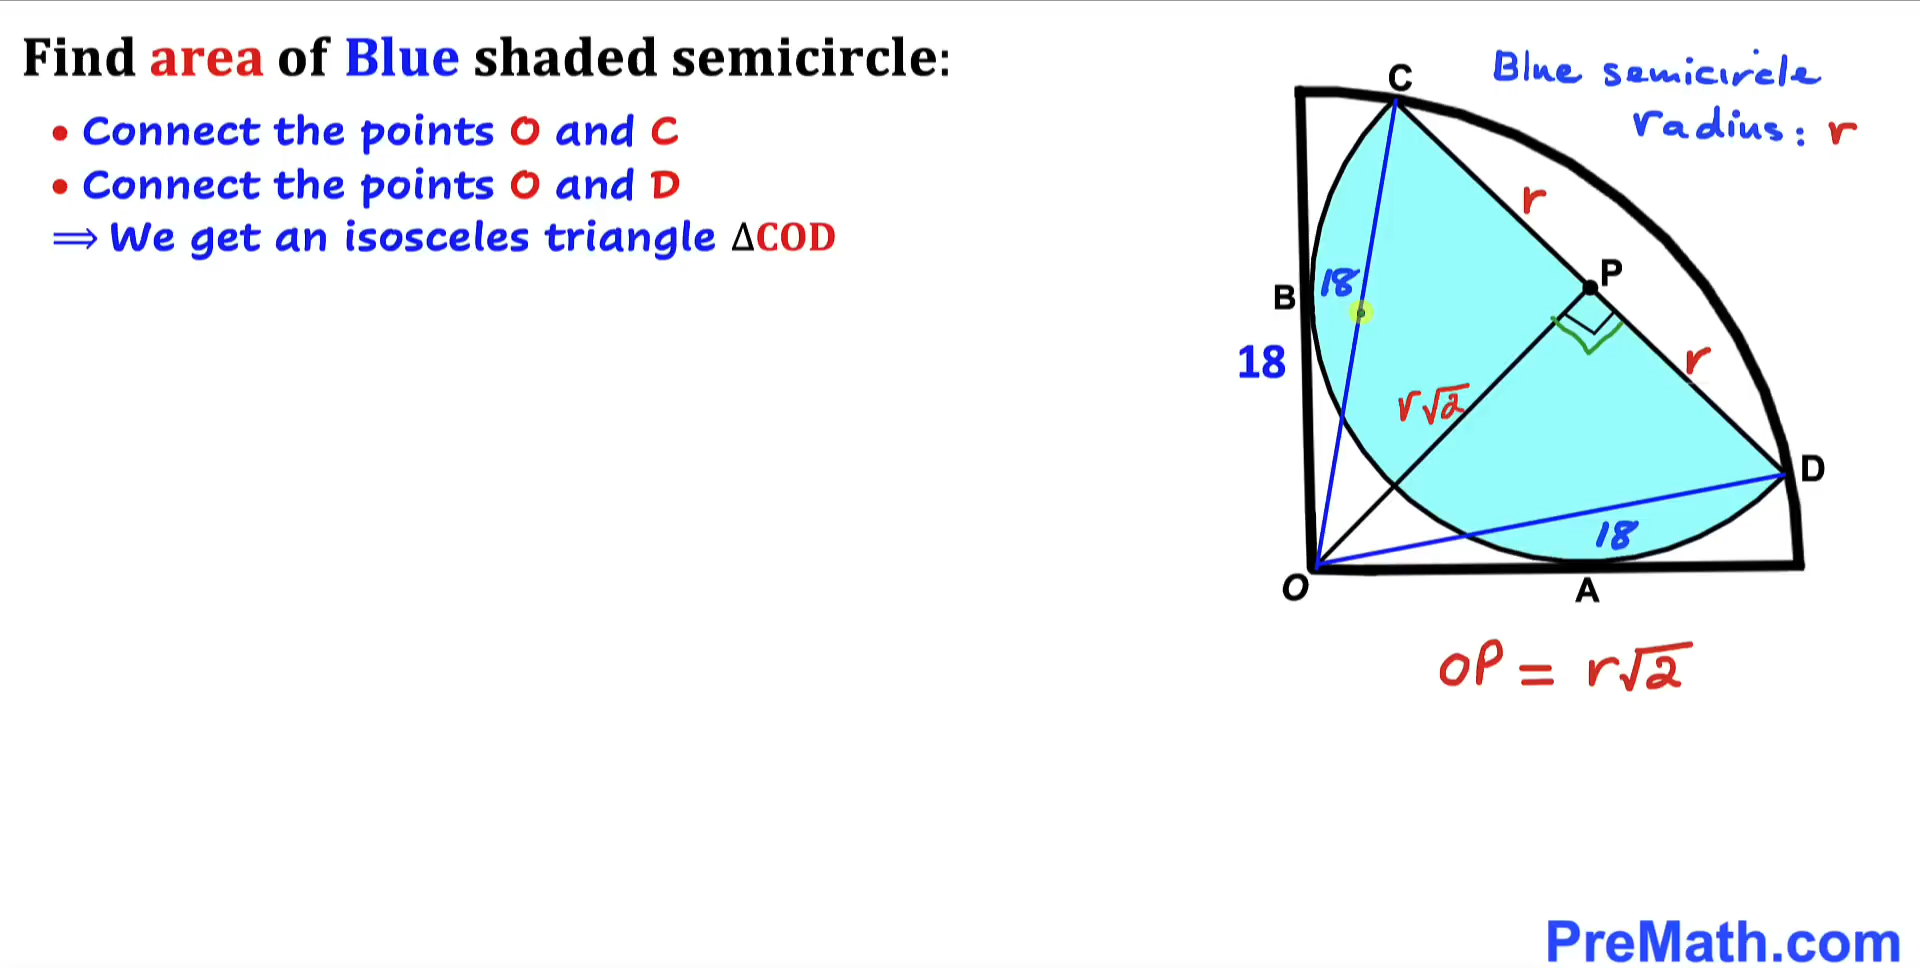 Find area of Blue shaded semicircle:
• Connect the points O and C
• Connect the points O and D
⟹ We get an isosceles triangle ΔCOD
Blue semicircle
radius: r
C
r
P
18
B
18
r
r√2
D
18
O
A
OP = r√2
PreMath.com